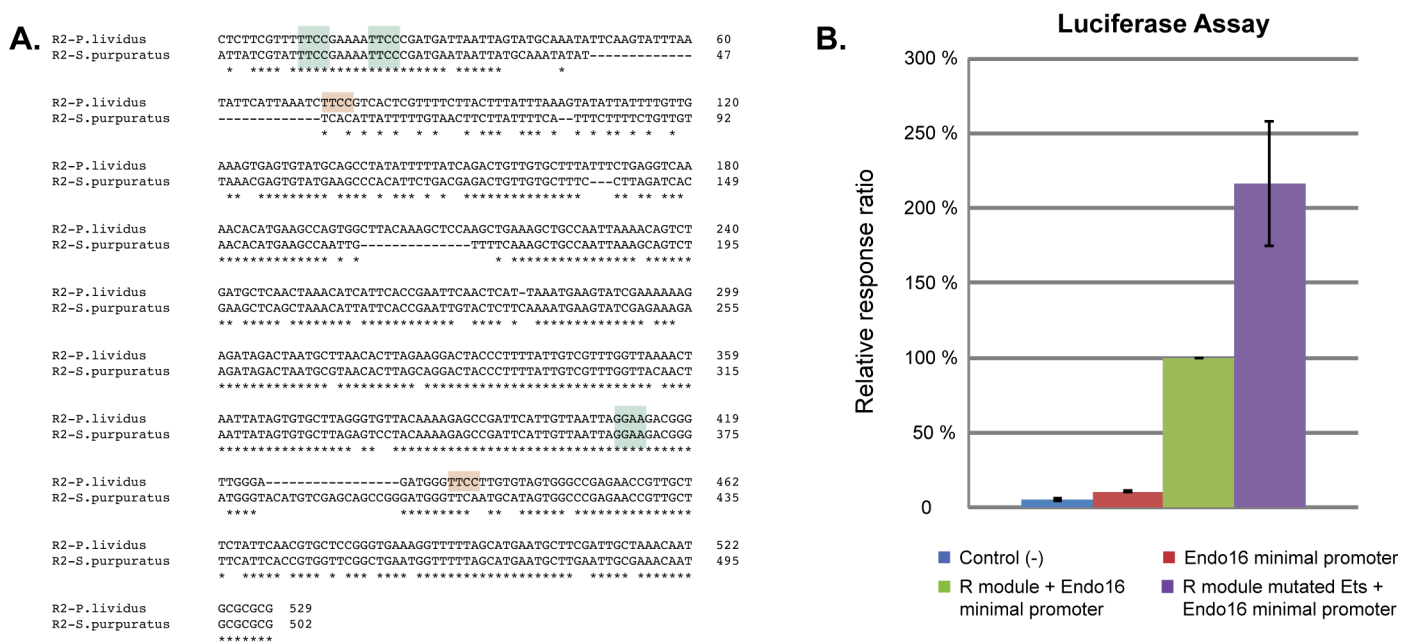 A.
R2-P.lividus CTCTTCGTTTTTCCGAAAATTCCCGATGATTAATTAGTATGCAAATATTCAAGTATTTAA 60
R2-S.purpuratus ATTATCGTATTTCCGAAAATTCCCGATGAATAATTATGCAAATATAT------------- 47
* **** ************************* ******* *
R2-P.lividus TATTCATTAAATCTTCCGTCACTCGTTTTCTTACTTTATTTAAAGTATATTATTTTGTTG 120
R2-S.purpuratus -------------TCACATTATTTTTGTAACTTCTTATTTTCA--TTTCTTTTCTGTTGT 92
* * * * * * * * ** * ** ** * ** * ** * *
R2-P.lividus AAAGTGAGTGTATGCAGCCTATATTTTTATCAGACTGTTGTGCTTTATTTCTGAGGTCAA 180
R2-S.purpuratus TAAACGAGTGTATGAAGCCCACATTCTGACGAGACTGTTGTGCTTTC---CTTAGATCAC 149
** ********* **** * *** * * **************** ** ** ***
R2-P.lividus AACACATGAAGCCAGTGGCTTACAAAGCTCCAAGCTGAAAGCTGCCAATTAAAACAGTCT 240
R2-S.purpuratus AACACATGAAGCCAATTG--------------TTTTCAAAGCTGCCAATTAAAGCAGTCT 195
************** * * * **************** ******
R2-P.lividus GATGCTCAACTAAACATCATTCACCGAATTCAACTCAT-TAAATGAAGTATCGAAAAAAG 299
R2-S.purpuratus GAAGCTCAGCTAAACATTATTCACCGAATTGTACTCTTCAAAATGAAGTATCGAGAAAGA 255
** ***** ******** ************ **** * ************** ***
R2-P.lividus AGATAGACTAATGCTTAACACTTAGAAGGACTACCCTTTTATTGTCGTTTGGTTAAAACT 359
R2-S.purpuratus AGATAGACTAATGCGTAACACTTAGCAGGACTACCCTTTTATTGTCGTTTGGTTACAACT 315
************** ********** ***************************** ****
R2-P.lividus AATTATAGTGTGCTTAGGGTGTTACAAAAGAGCCGATTCATTGTTAATTAGGAAGACGGG 419
R2-S.purpuratus AATTATAGTGTGCTTAGAGTCCTACAAAAGAGCCGATTCATTGTTAATTAGGAAGACGGG 375
***************** ** **************************************
R2-P.lividus TTGGGA-----------------GATGGGTTCCTTGTGTAGTGGGCCGAGAACCGTTGCT 462
R2-S.purpuratus ATGGGTACATGTCGAGCAGCCGGGATGGGTTCAATGCATAGTGGCCCGAGAACCGTTGCT 435
**** ********* ** ****** ***************
R2-P.lividus TCTATTCAACGTGCTCCGGGTGAAAGGTTTTTAGCATGAATGCTTCGATTGCTAAACAAT 522
R2-S.purpuratus TTCATTCACCGTGGTTCGGCTGAATGGTTTTTAGCATGAATGCTTGAATTGCGAAACAAT 495
* ***** **** * *** **** ******************** ***** *******
R2-P.lividus GCGCGCG 529
R2-S.purpuratus GCGCGCG 502
*******
B.
Luciferase Assay
Relative response ratio
300 %
250 %
200 %
150 %
100 %
50 %
0
Control (-)
Endo16 minimal promoter
R module + Endo16
minimal promoter
R module mutated Ets +
Endo16 minimal promoter